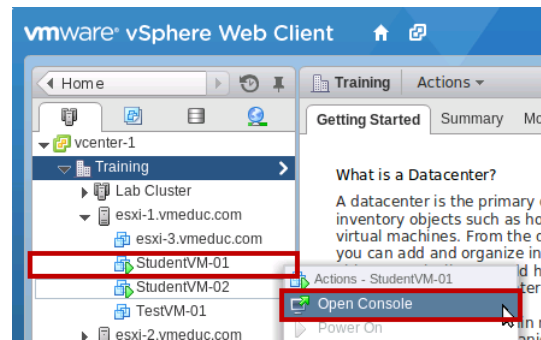 vmware® vSphere Web Client
Home
Training Actions
Getting Started Summary
vcenter-1
Training
What is a Datacenter?
Lab Cluster
A datacenter is the primary
esxi-1.vmeduc.com
inventory objects such as
esxi-3.vmeduc.com
virtual machines. From the
StudentVM-01
you can add and organize
StudentVM-02
TestVM-01
esxi-2.vmeduc.com
Actions - StudentVM-01
Open Console
Power On